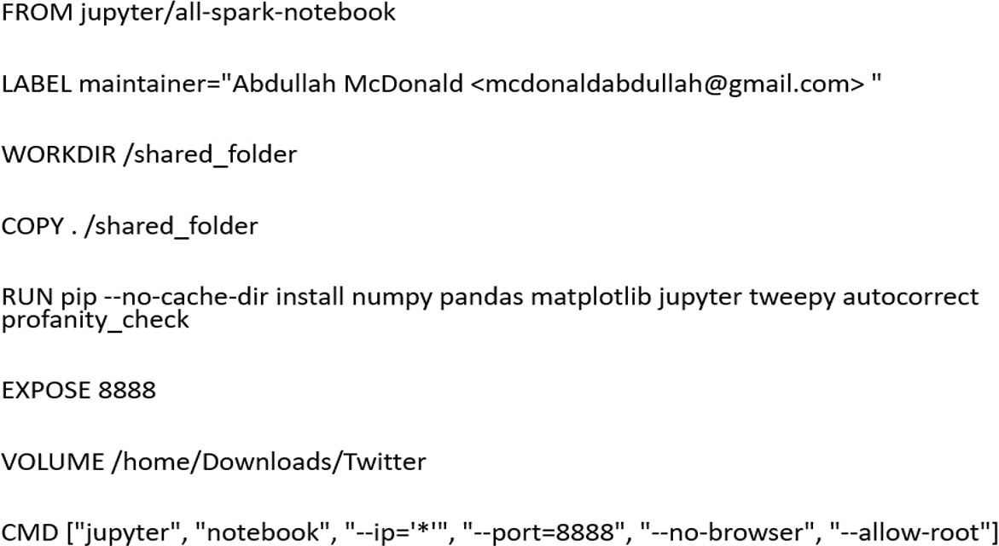 FROM jupyter/all-spark-notebook
LABEL maintainer="Abdullah McDonald <mcdonaldabdullah@gmail.com> "
WORKDIR /shared_folder
COPY . /shared_folder
RUN pip --no-cache-dir install numpy pandas matplotlib jupyter tweepy autocorrect
profanity_check
EXPOSE 8888
VOLUME /home/Downloads/Twitter
CMD ["jupyter", "notebook", "--ip='*'", "--port=8888", "--no-browser", "--allow-root"]